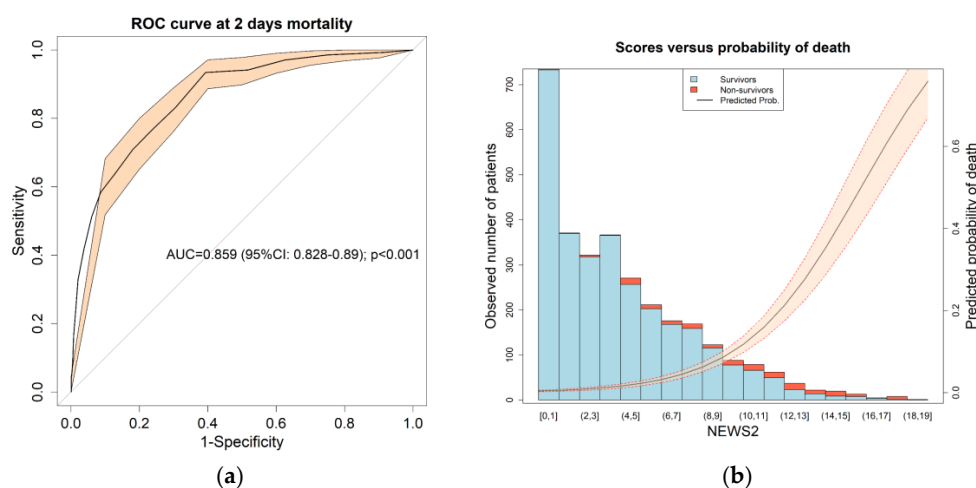 ROC curve at 2 days mortality
Sensitivity
1.0
0.8
0.6
0.4
0.2
0.0
AUC=0.859 (95%CI: 0.828-0.89); p<0.001
0.0 0.2 0.4 0.6 0.8 1.0
1-Specificity
(a)
Scores versus probability of death
Survivors
Non-survivors
Predicted Prob.
Observed number of patients
700
600
500
400
300
200
100
0
Predicted probability of death
0.6
0.4
0.2
0.0
[0,1] (2,3] (4,5] (6,7] (8,9] (10,11] (12,13] (14,15] (16,17] (18,19]
NEWS2
(b)